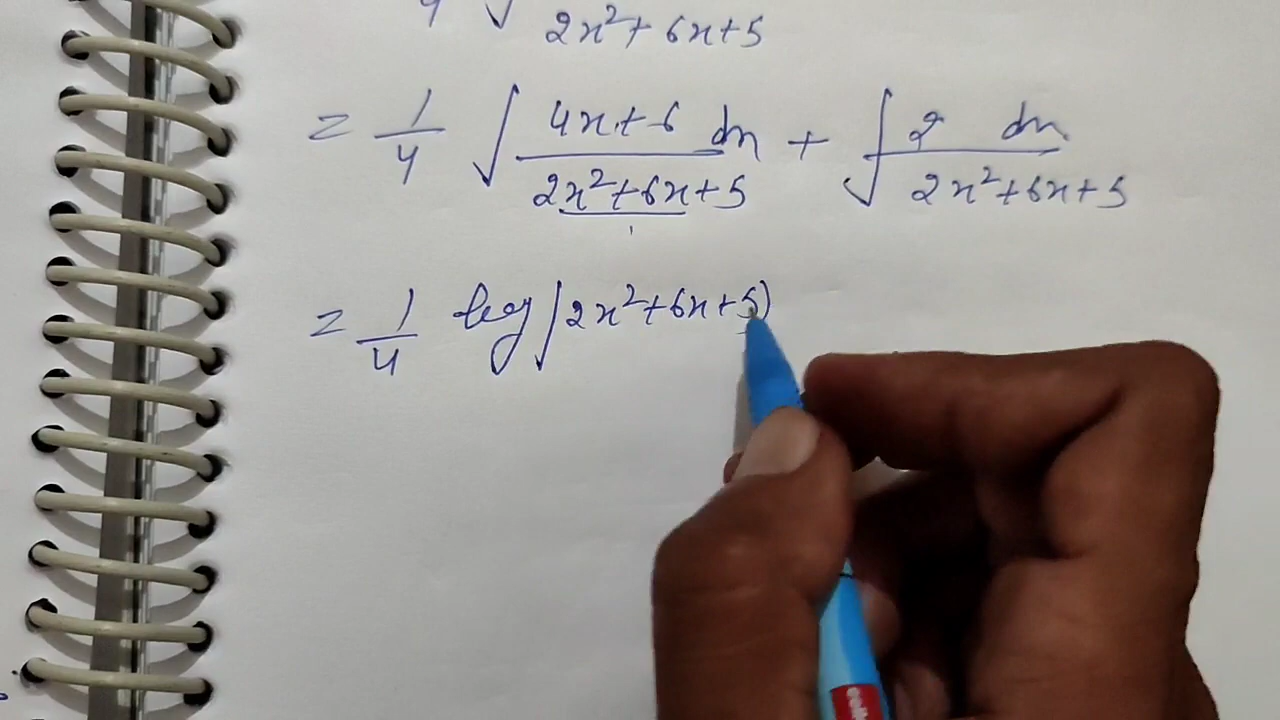 4 ∫ 2x²+6x+5
= 1/4 ∫ 4x+6/2x²+6x+5 dx + ∫ 2 dx/2x²+6x+5
= 1/4 log|2x²+6x+5|